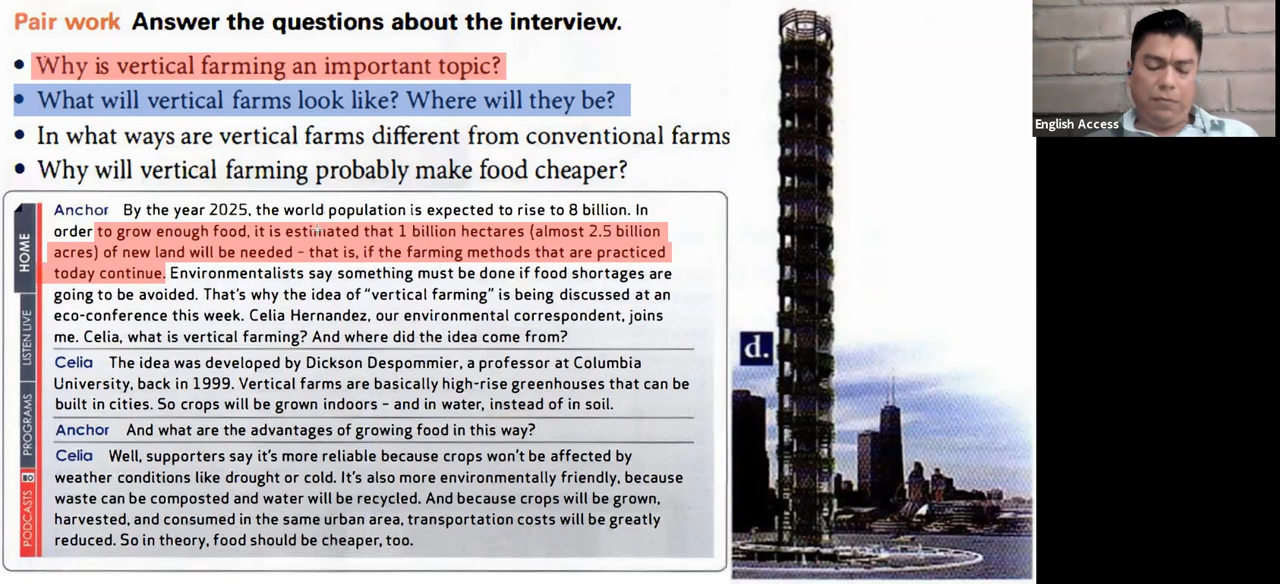 Pair work Answer the questions about the interview.
• Why is vertical farming an important topic?
• What will vertical farms look like? Where will they be?
• In what ways are vertical farms different from conventional farms
• Why will vertical farming probably make food cheaper?
HOME
LISTEN LIVE
PROGRAMS
PODCASTS
Anchor By the year 2025, the world population is expected to rise to 8 billion. In
order to grow enough food, it is estimated that 1 billion hectares (almost 2.5 billion
acres) of new land will be needed – that is, if the farming methods that are practiced
today continue. Environmentalists say something must be done if food shortages are
going to be avoided. That's why the idea of "vertical farming" is being discussed at an
eco-conference this week. Celia Hernandez, our environmental correspondent, joins
me. Celia, what is vertical farming? And where did the idea come from?
Celia The idea was developed by Dickson Despommier, a professor at Columbia
University, back in 1999. Vertical farms are basically high-rise greenhouses that can be
built in cities. So crops will be grown indoors – and in water, instead of in soil.
Anchor And what are the advantages of growing food in this way?
Celia Well, supporters say it's more reliable because crops won't be affected by
weather conditions like drought or cold. It's also more environmentally friendly, because
waste can be composted and water will be recycled. And because crops will be grown,
harvested, and consumed in the same urban area, transportation costs will be greatly
reduced. So in theory, food should be cheaper, too.
d.
English Access